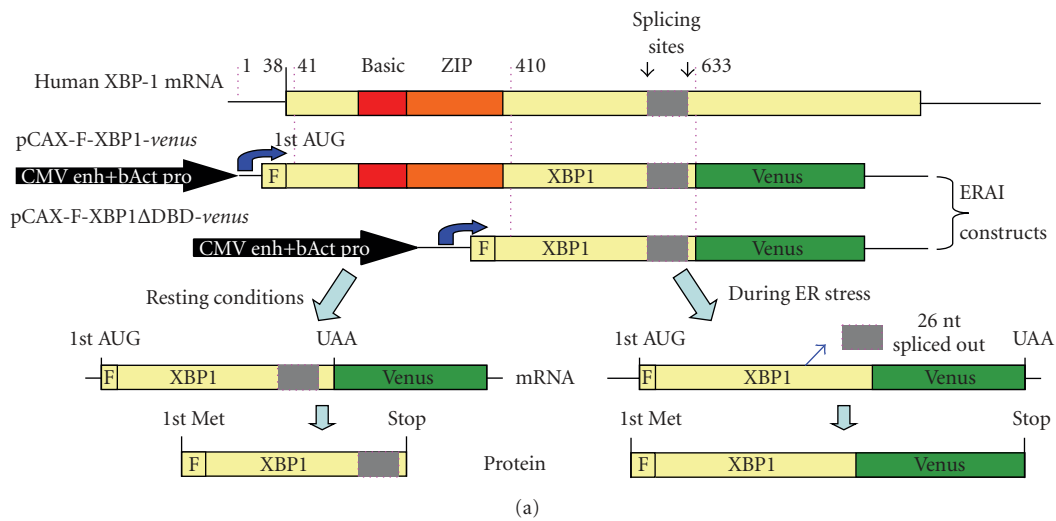 Splicing
sites
1 38 41 Basic ZIP 410 633
Human XBP-1 mRNA
pCAX-F-XBP1-venus
1st AUG
CMV enh+bAct pro F XBP1 Venus
pCAX-F-XBP1ΔDBD-venus
CMV enh+bAct pro F XBP1 Venus
ERAI
constructs
Resting conditions
During ER stress
1st AUG UAA
F XBP1 Venus
mRNA
1st AUG
26 nt
spliced out
UAA
F XBP1 Venus
1st Met Stop
F XBP1
Protein
1st Met Stop
F XBP1 Venus
(a)